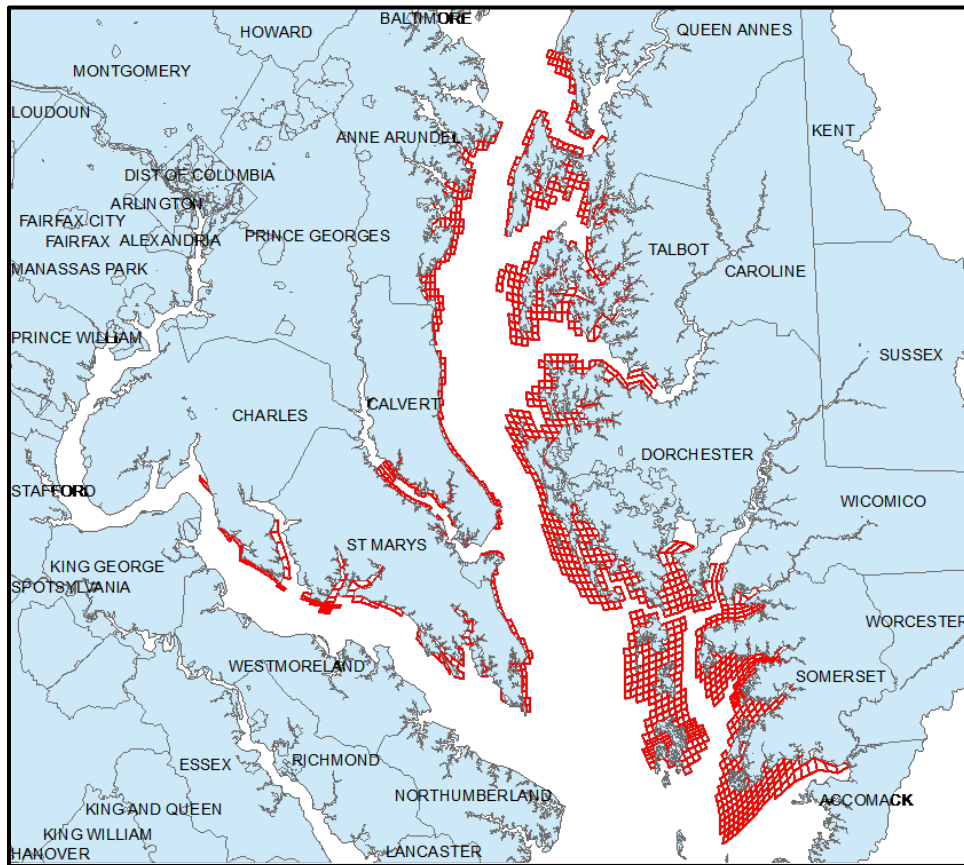 BALTIMORE
HOWARD
QUEEN ANNES
MONTGOMERY
LOUDOUN
KENT
ANNE ARUNDEL
DIST OF COLUMBIA
ARLINGTON
FAIRFAX CITY
FAIRFAX
ALEXANDRIA
PRINCE GEORGES
TALBOT
CAROLINE
MANASSAS PARK
PRINCE WILLIAM
SUSSEX
CHARLES
CALVERT
DORCHESTER
STAFFORD
WICOMICO
ST MARYS
KING GEORGE
SPOTSYLVANIA
WORCESTER
WESTMORELAND
SOMERSET
ESSEX
RICHMOND
NORTHUMBERLAND
ACCOMACK
KING AND QUEEN
KING WILLIAM
HANOVER
LANCASTER